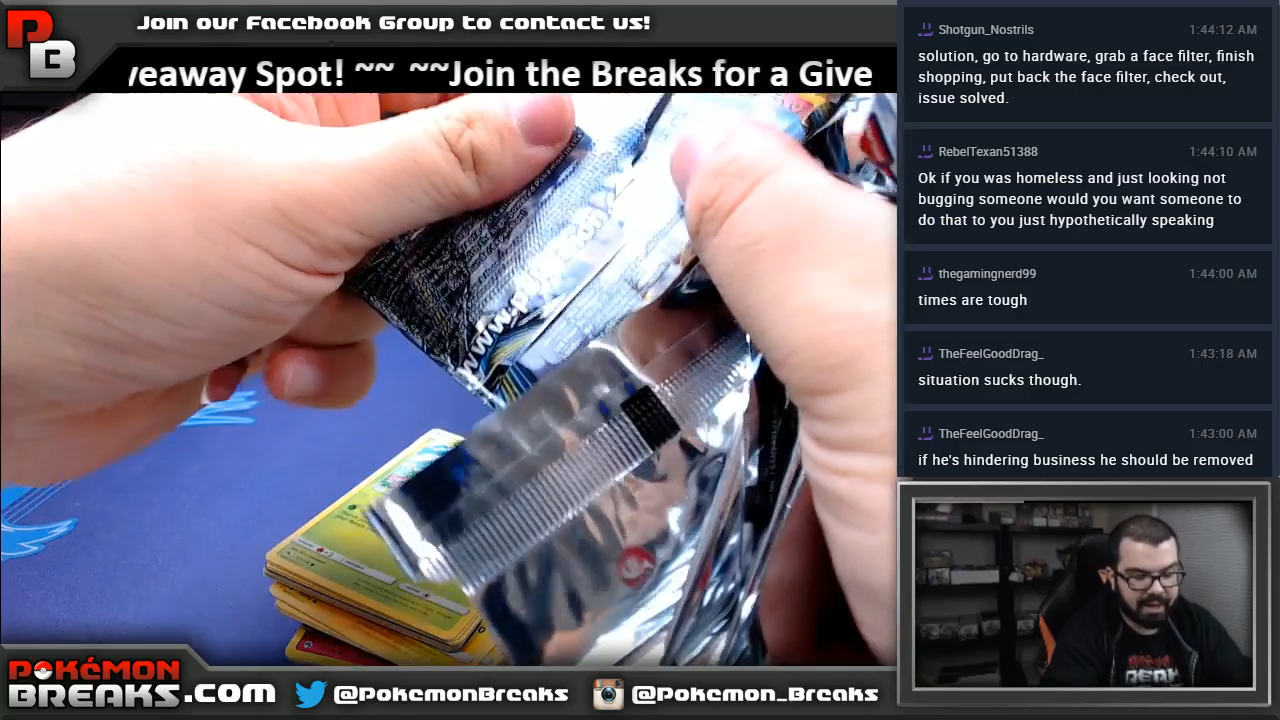 PB
Join our Facebook Group to contact us!
veaway Spot! ~~ ~~Join the Breaks for a Give
Shotgun_Nostrils 1:44:12 AM
solution, go to hardware, grab a face filter, finish
shopping, put back the face filter, check out,
issue solved.
RebelTexan51388 1:44:10 AM
Ok if you was homeless and just looking not
bugging someone would you want someone to
do that to you just hypothetically speaking
thegamingnerd99 1:44:00 AM
times are tough
TheFeelGoodDrag_ 1:43:18 AM
situation sucks though.
TheFeelGoodDrag_ 1:43:00 AM
if he's hindering business he should be removed
POKéMON
BREAKS.COM
@PokemonBreaks
@Pokemon_Breaks